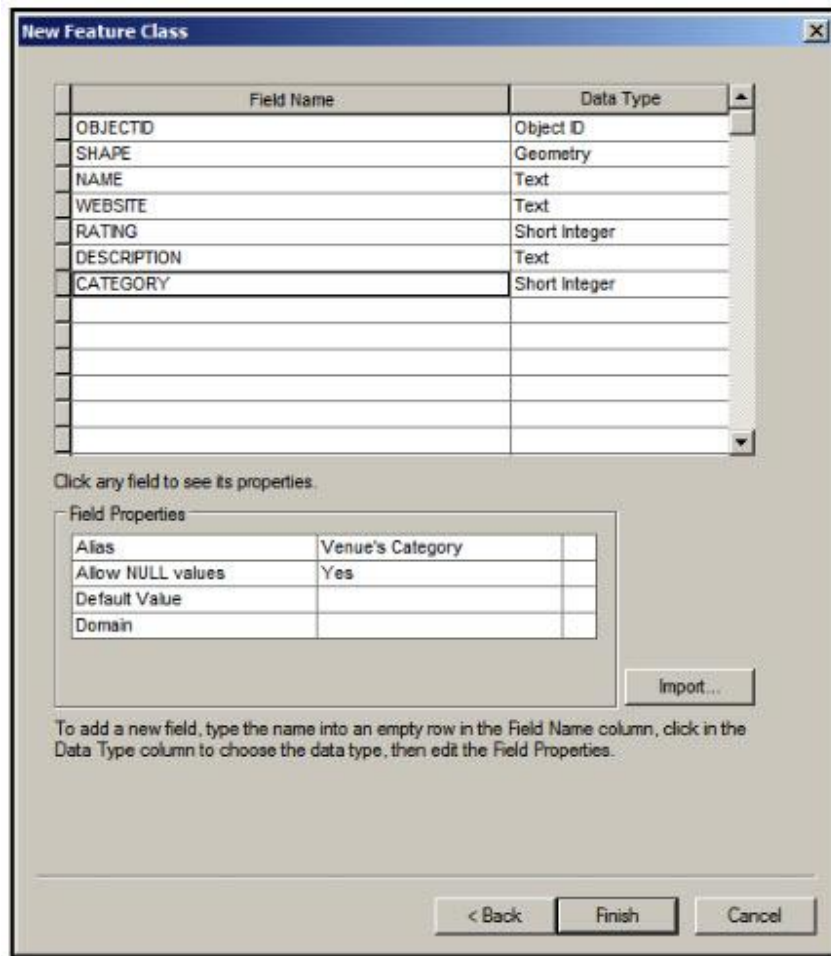 New Feature Class
Field Name Data Type
OBJECTID Object ID
SHAPE Geometry
NAME Text
WEBSITE Text
RATING Short Integer
DESCRIPTION Text
CATEGORY Short Integer
Click any field to see its properties.
Field Properties
Alias Venue's Category
Allow NULL values Yes
Default Value
Domain
Import...
To add a new field, type the name into an empty row in the Field Name column, click in the
Data Type column to choose the data type, then edit the Field Properties.
< Back Finish Cancel